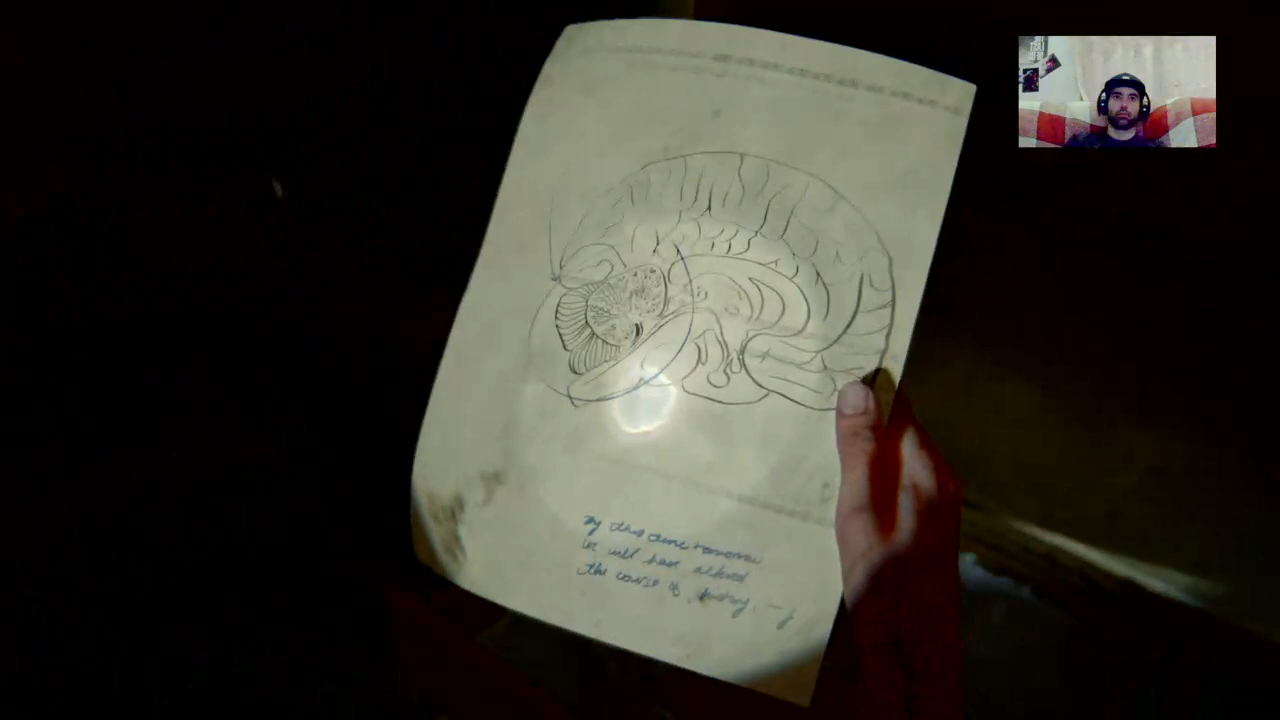 By this time tomorrow
we will have altered
the course of history. – J